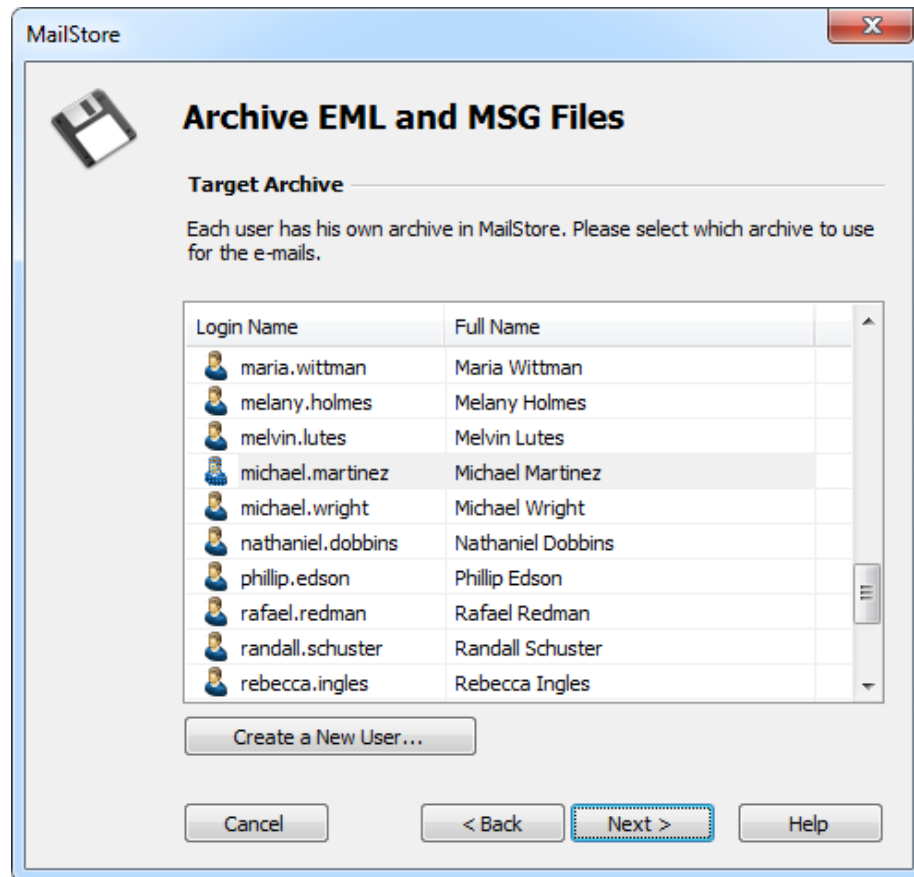 MailStore
Archive EML and MSG Files
Target Archive
Each user has his own archive in MailStore. Please select which archive to use
for the e-mails.
Login Name Full Name
maria.wittman Maria Wittman
melany.holmes Melany Holmes
melvin.lutes Melvin Lutes
michael.martinez Michael Martinez
michael.wright Michael Wright
nathaniel.dobbins Nathaniel Dobbins
phillip.edson Phillip Edson
rafael.redman Rafael Redman
randall.schuster Randall Schuster
rebecca.ingles Rebecca Ingles
Create a New User...
Cancel < Back Next > Help